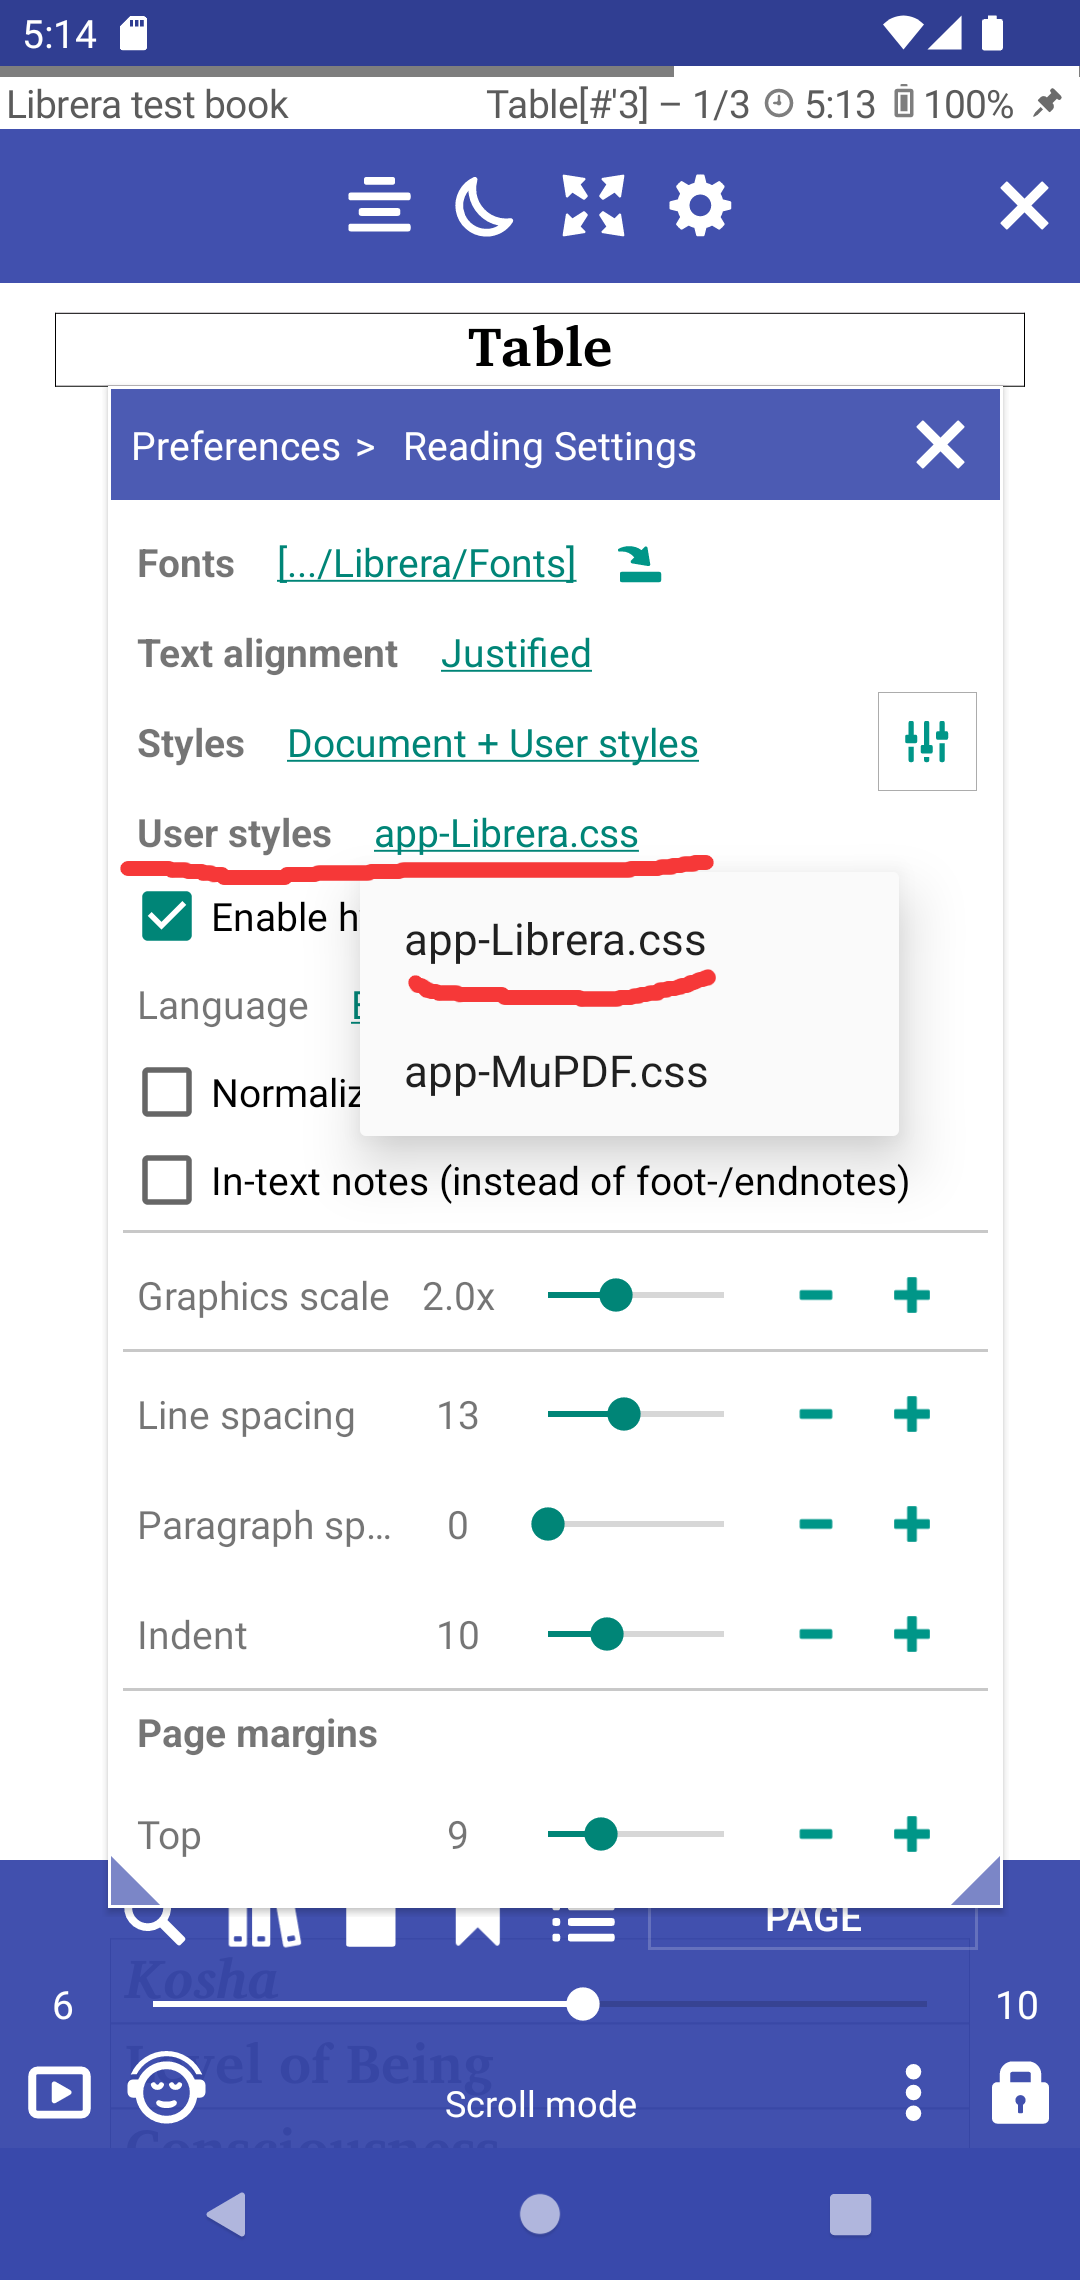 5:14
Librera test book Table[#'3] – 1/3 5:13 100%
Table
Preferences > Reading Settings
Fonts [.../Librera/Fonts]
Text alignment Justified
Styles Document + User styles
User styles app-Librera.css
Enable h
app-Librera.css
Language
Normaliz
app-MuPDF.css
In-text notes (instead of foot-/endnotes)
Graphics scale 2.0x
Line spacing 13
Paragraph sp...
0
Indent 10
Page margins
Top 9
PAGE
Kosha
6 10
Level of Being
Scroll mode
Consciousness